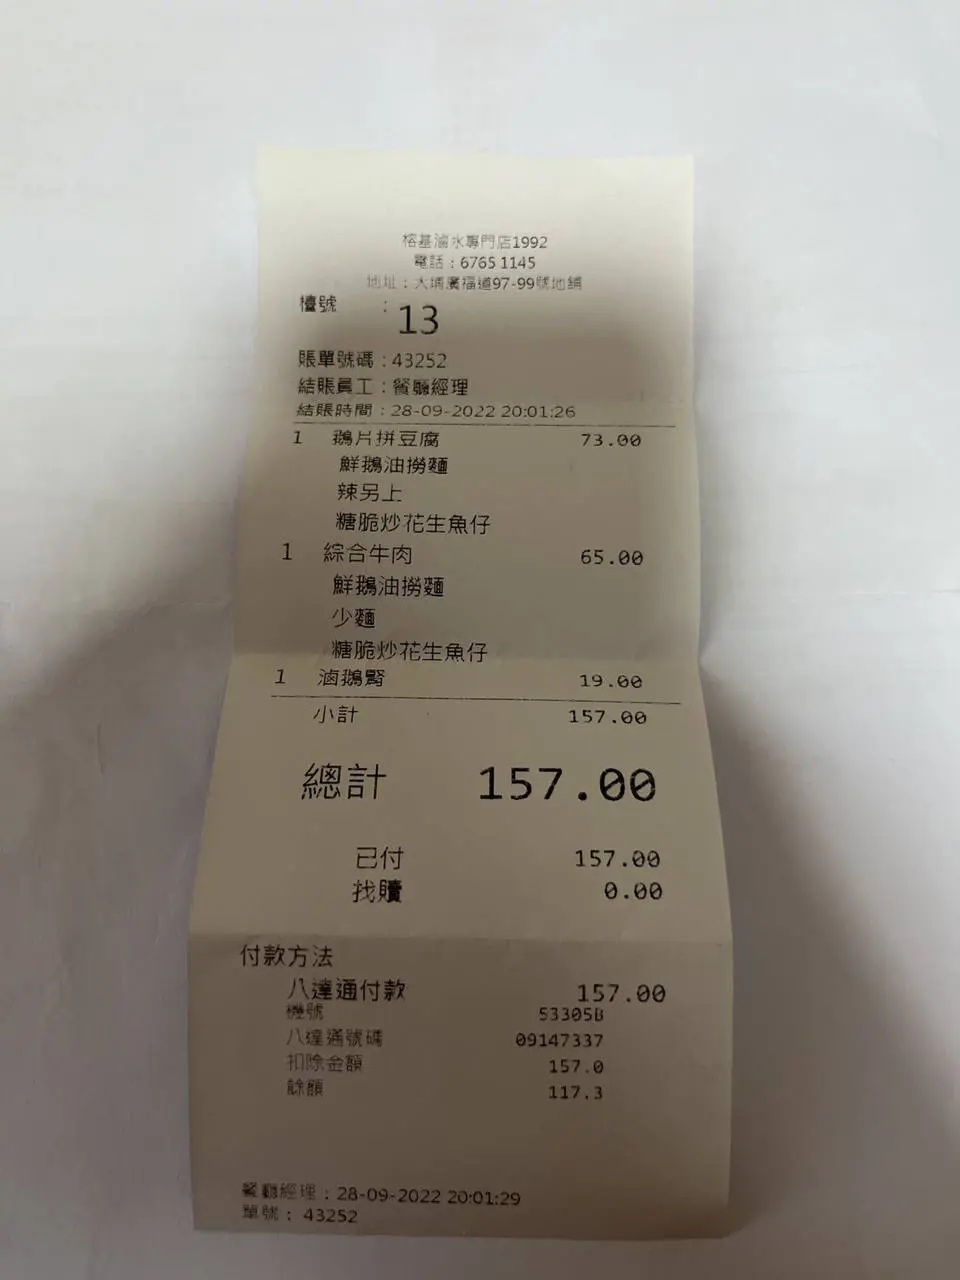 榕基滷水專門店1992
電話：6765 1145
地址：大埔廣福道97-99號地舖
檯號 ： 13
賬單號碼：43252
結賬員工：餐廳經理
結賬時間：28-09-2022 20:01:26
1 鵝片拼豆腐 73.00
鮮鵝油撈麵
辣另上
糖脆炒花生魚仔
1 綜合牛肉 65.00
鮮鵝油撈麵
少麵
糖脆炒花生魚仔
1 滷鵝腎 19.00
小計 157.00
總計 157.00
已付 157.00
找贖 0.00
付款方法
八達通付款 157.00
機號 53305B
八達通號碼 09147337
扣除金額 157.0
餘額 117.3
餐廳經理：28-09-2022 20:01:29
單號： 43252